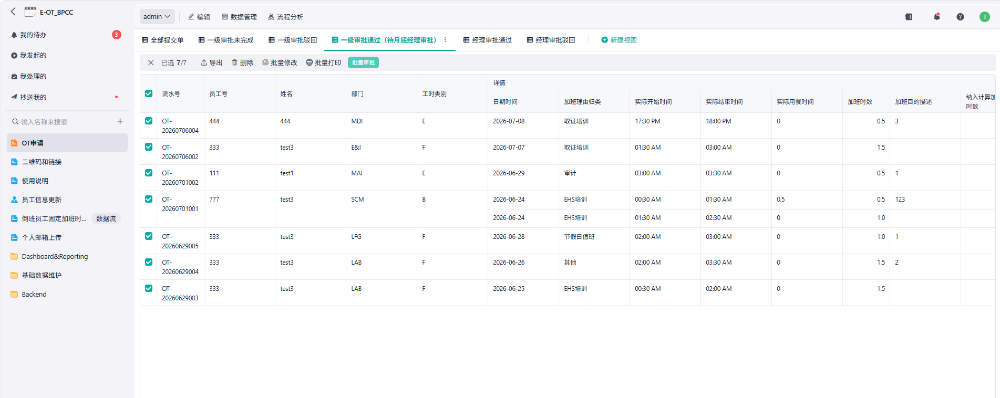 E-OT_BPCC
我的待办
3
我发起的
我处理的
抄送我的
输入名称来搜索
OT申请
二维码和链接
使用说明
员工信息更新
倒班员工固定加班时... 数据流
个人邮箱上传
Dashboard&Reporting
基础数据维护
Backend
admin 编辑 数据管理 流程分析
I
全部提交单 一级审批未完成 一级审批驳回 一级审批通过（待月底经理审批） 经理审批通过 经理审批驳回 新建视图
已选 7/7 导出 删除 批量修改 批量打印 批量审批
流水号 员工号 姓名 部门 工时类别 详情
日期时间 加班理由归类 实际开始时间 实际结束时间 实际用餐时间 加班时数 加班目的描述 纳入计算加
时数
OT- 444 444 MDI E 2026-07-08 取证培训 17:30 PM 18:00 PM 0 0.5 3
20260706004
OT- 333 test3 E&I F 2026-07-07 取证培训 01:30 AM 03:00 AM 0 1.5
20260706002
OT- 111 test1 MAI E 2026-06-29 审计 03:00 AM 03:30 AM 0 0.5 1
20260701002
OT- 777 test3 SCM B 2026-06-24 EHS培训 00:30 AM 01:30 AM 0.5 0.5 123
20260701001
2026-06-24 EHS培训 01:30 AM 02:30 AM 0 1.0
OT- 333 test3 LFG F 2026-06-28 节假日值班 02:00 AM 03:00 AM 0 1.0 1
20260629005
OT- 333 test3 LAB F 2026-06-26 其他 02:00 AM 03:30 AM 0 1.5 2
20260629004
OT- 333 test3 LAB F 2026-06-25 EHS培训 00:30 AM 02:00 AM 0 1.5
20260629003